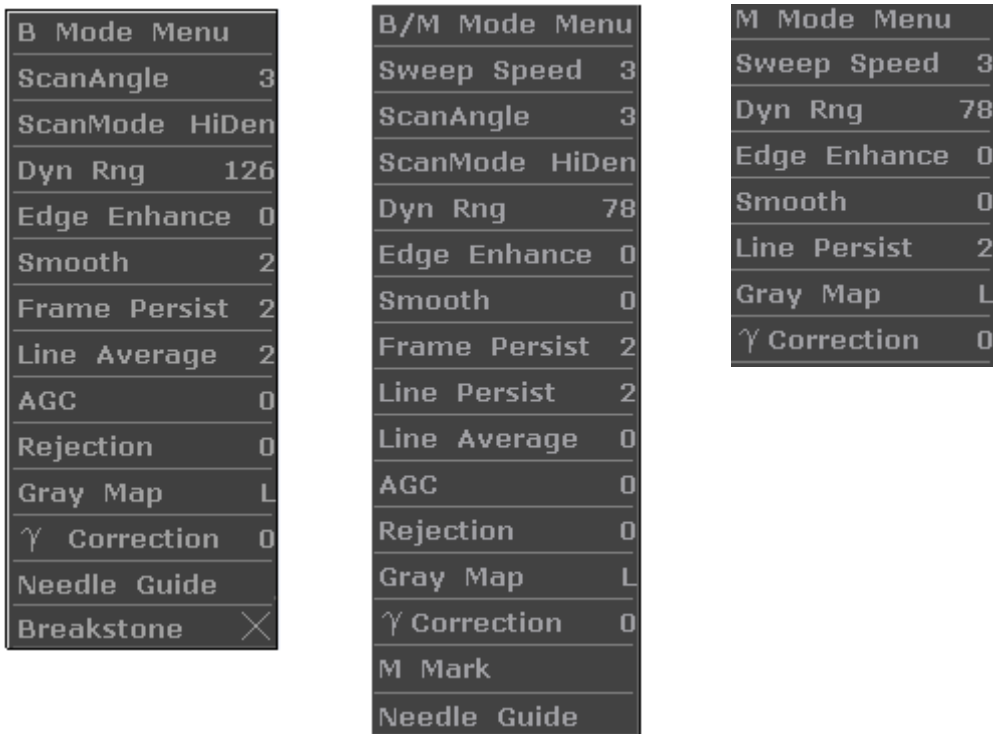 B Mode Menu
ScanAngle 3
ScanMode HiDen
Dyn Rng 126
Edge Enhance 0
Smooth 2
Frame Persist 2
Line Average 2
AGC 0
Rejection 0
Gray Map L
γ Correction 0
Needle Guide
Breakstone ×
B/M Mode Menu
Sweep Speed 3
ScanAngle 3
ScanMode HiDen
Dyn Rng 78
Edge Enhance 0
Smooth 0
Frame Persist 2
Line Persist 2
Line Average 0
AGC 0
Rejection 0
Gray Map L
γ Correction 0
M Mark
Needle Guide
M Mode Menu
Sweep Speed 3
Dyn Rng 78
Edge Enhance 0
Smooth 0
Line Persist 2
Gray Map L
γ Correction 0